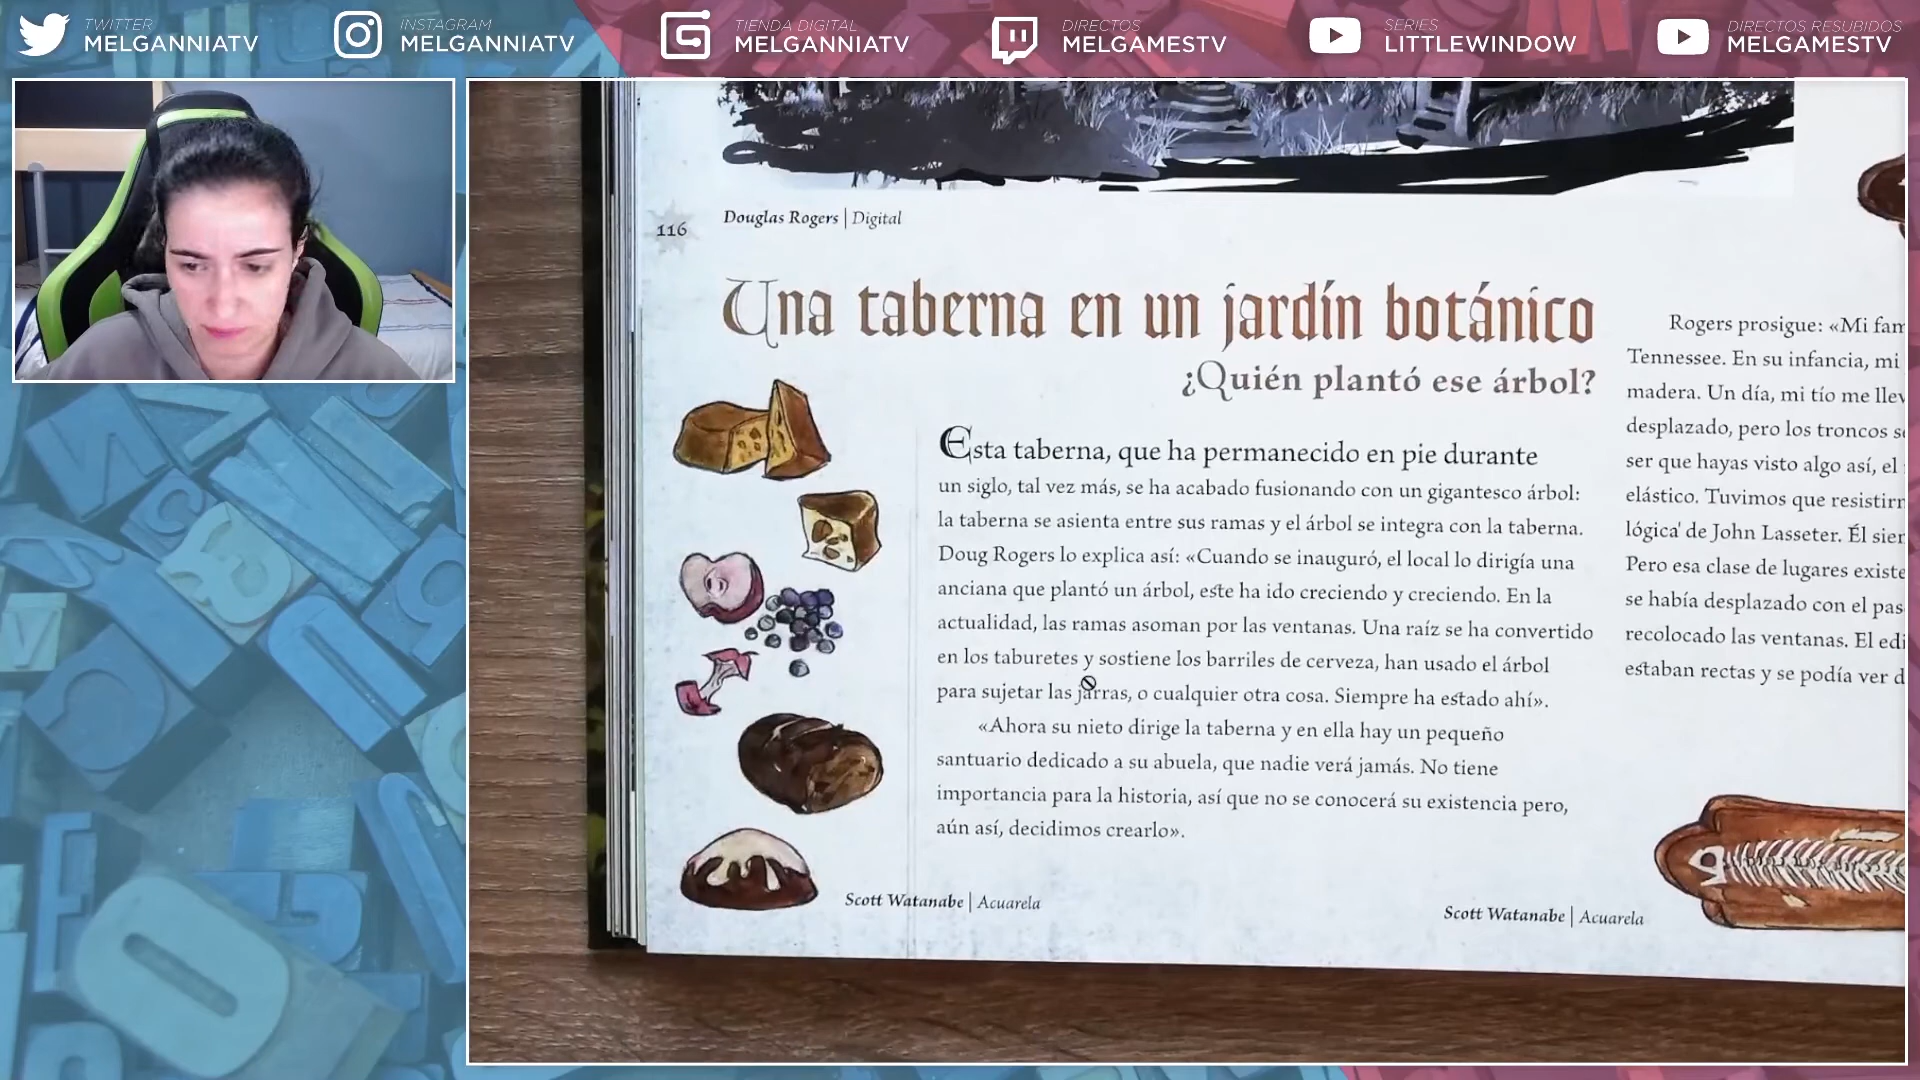 TWITTER
MELGANNIATV
INSTAGRAM
MELGANNIATV
TIENDA DIGITAL
MELGANNIATV
DIRECTOS
MELGAMESTV
SERIES
LITTLEWINDOW
DIRECTOS RESUBIDOS
MELGAMESTV
116
Douglas Rogers | Digital
Una taberna en un jardín botánico
¿Quién plantó ese árbol?
Esta taberna, que ha permanecido en pie durante
un siglo, tal vez más, se ha acabado fusionando con un gigantesco árbol:
la taberna se asienta entre sus ramas y el árbol se integra con la taberna.
Doug Rogers lo explica así: «Cuando se inauguró, el local lo dirigía una
anciana que plantó un árbol, este ha ido creciendo y creciendo. En la
actualidad, las ramas asoman por las ventanas. Una raíz se ha convertido
en los taburetes y sostiene los barriles de cerveza, han usado el árbol
para sujetar las jarras, o cualquier otra cosa. Siempre ha estado ahí».
«Ahora su nieto dirige la taberna y en ella hay un pequeño
santuario dedicado a su abuela, que nadie verá jamás. No tiene
importancia para la historia, así que no se conocerá su existencia pero,
aún así, decidimos crearlo».
Scott Watanabe | Acuarela
Rogers prosigue: «Mi
Tennessee. En su infancia, mi
madera. Un día, mi tío me
desplazado, pero los troncos
ser que hayas visto algo así, el
elástico. Tuvimos que
lógica' de John Lasseter. Él
Pero esa clase de lugares
se había desplazado con el
recolocado las ventanas. El
estaban rectas y se podía ver
Scott Watanabe | Acuarela